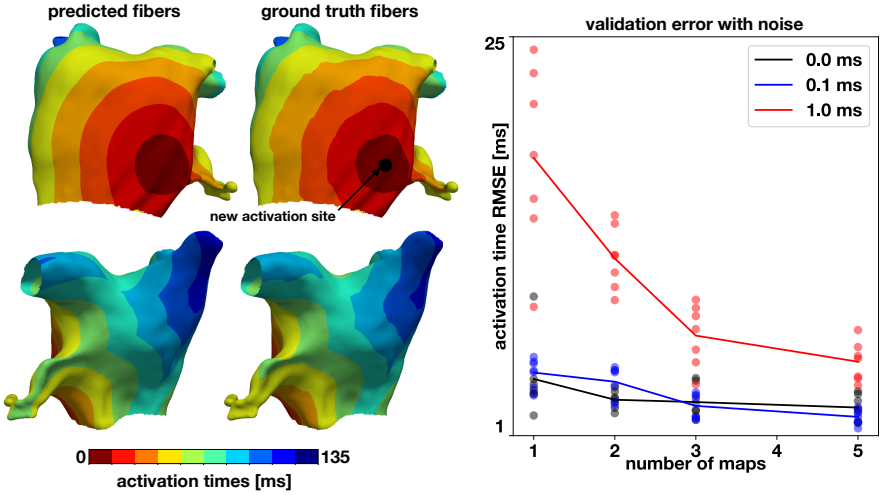 predicted fibers
ground truth fibers
new activation site
0
135
activation times [ms]
validation error with noise
25
1
activation time RMSE [ms]
0.0 ms
0.1 ms
1.0 ms
1 2 3 4 5
number of maps